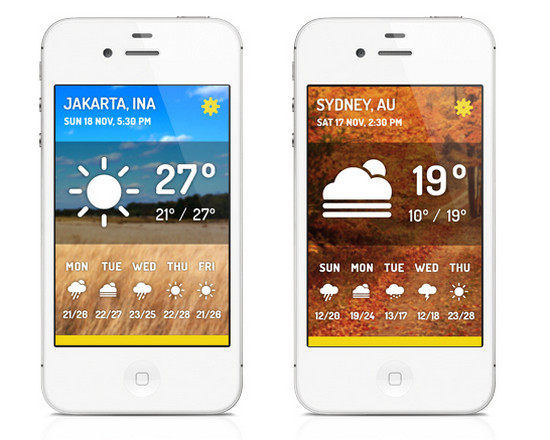 JAKARTA, INA
SUN 18 NOV, 5:30 PM
27°
21° / 27°
MON TUE WED THU FRI
21/26 22/27 23/25 22/28 21/26
SYDNEY, AU
SAT 17 NOV, 2:30 PM
19°
10° / 19°
SUN MON TUE WED THU
12/20 19/24 13/17 12/18 23/28